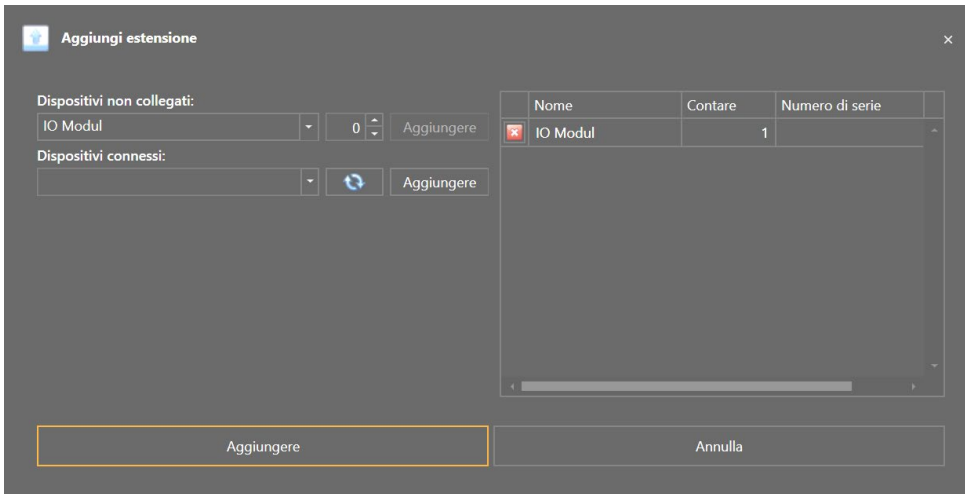 Aggiungi estensione
Dispositivi non collegati:
IO Modul 0 Aggiungere
Dispositivi connessi:
Aggiungere
Nome Contare Numero di serie
IO Modul 1
Aggiungere Annulla